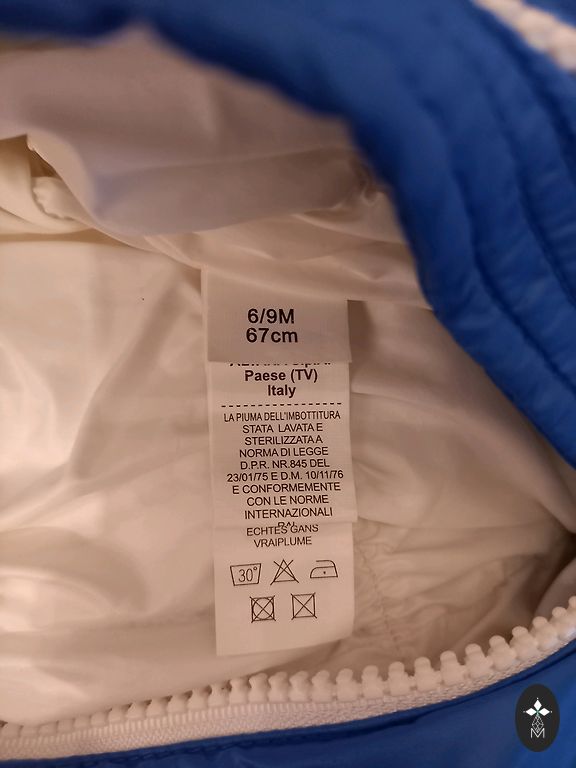 6/9M
67cm
Paese (TV)
Italy
LA PIUMA DELL'IMBOTTITURA
STATA LAVATA E
STERILIZZATA A
NORMA DI LEGGE
D.P.R. NR.845 DEL
23/01/75 E D.M. 10/11/76
E CONFORMEMENTE
CON LE NORME
INTERNAZIONALI
ECHTES GANS
VRAIPLUME
30°
M